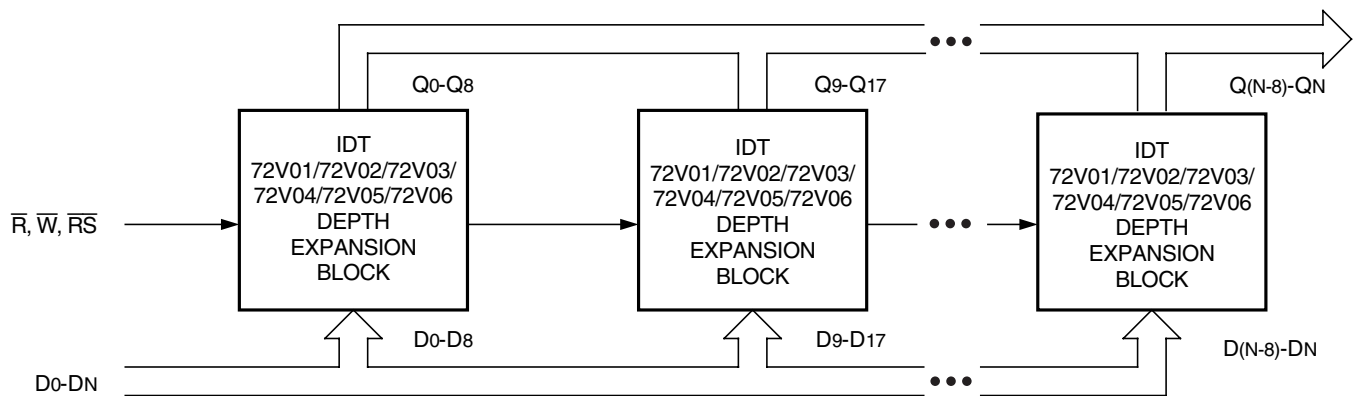 Q0-Q8
Q9-Q17
Q(N-8)-QN
IDT
72V01/72V02/72V03/
72V04/72V05/72V06
DEPTH
EXPANSION
BLOCK
IDT
72V01/72V02/72V03/
72V04/72V05/72V06
DEPTH
EXPANSION
BLOCK
IDT
72V01/72V02/72V03/
72V04/72V05/72V06
DEPTH
EXPANSION
BLOCK
R̅, W̅, R̅S̅
D0-D8
D9-D17
D(N-8)-DN
D0-DN